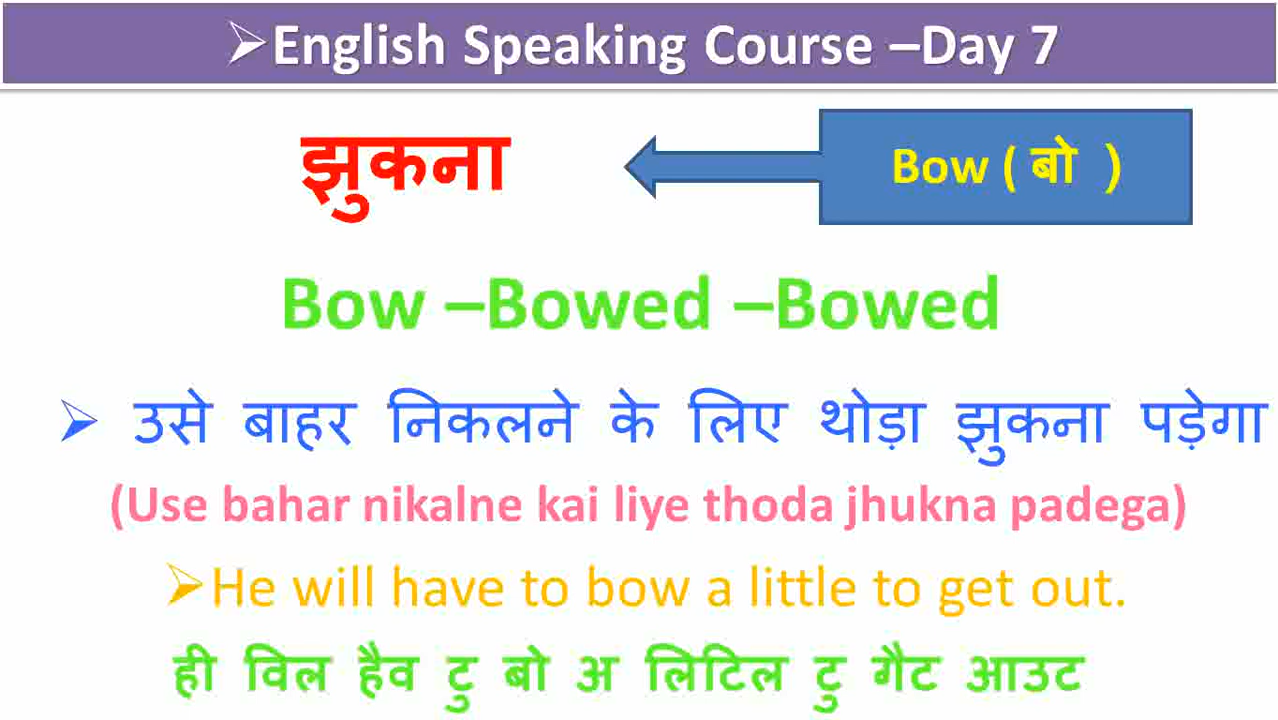 ➢English Speaking Course –Day 7
झुकना
Bow ( बो )
Bow –Bowed –Bowed
➢ उसे बाहर निकलने के लिए थोड़ा झुकना पड़ेगा
(Use bahar nikalne kai liye thoda jhukna padega)
➢He will have to bow a little to get out.
ही विल हैव टु बो अ लिटिल टु गैट आउट